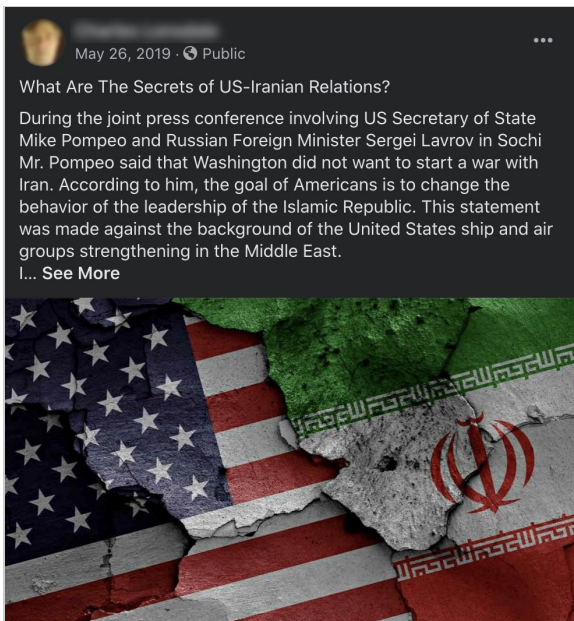 May 26, 2019 · Public
What Are The Secrets of US-Iranian Relations?
During the joint press conference involving US Secretary of State
Mike Pompeo and Russian Foreign Minister Sergei Lavrov in Sochi
Mr. Pompeo said that Washington did not want to start a war with
Iran. According to him, the goal of Americans is to change the
behavior of the leadership of the Islamic Republic. This statement
was made against the background of the United States ship and air
groups strengthening in the Middle East.
I... See More